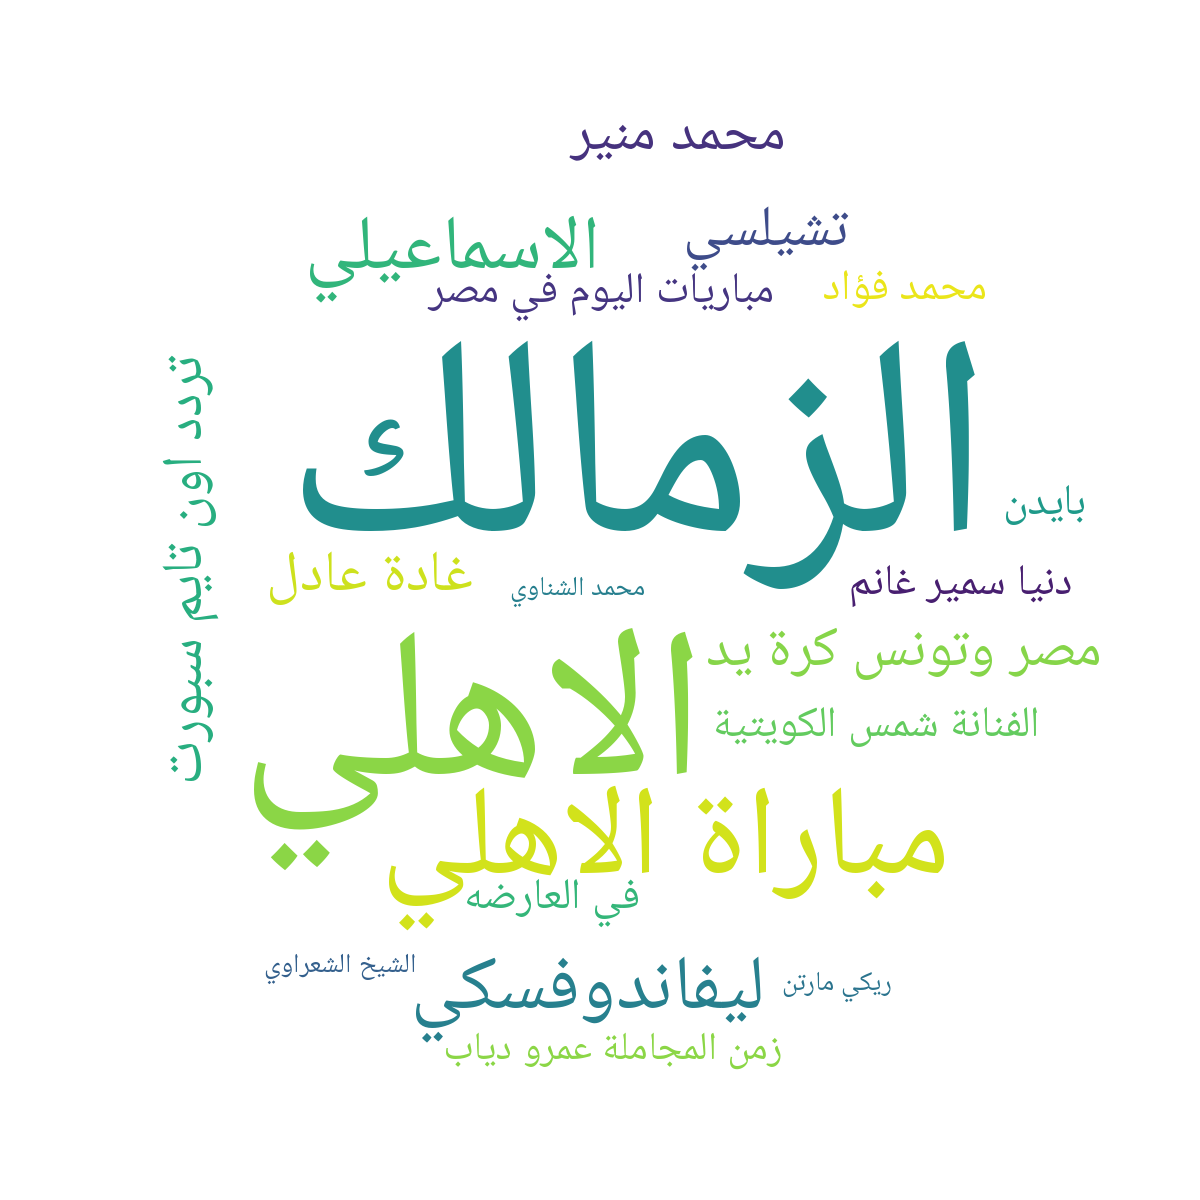 محمد منير
تشيلسي
الاسماعيلي
محمد فؤاد
مباريات اليوم في مصر
الزمالك
تردد اون تايم سبورت
بايدن
غادة عادل
محمد الشناوي
دنيا سمير غانم
الاهلي
مصر وتونس كرة يد
الفنانة شمس الكويتية
مباراة الاهلي
في العارضه
الشيخ الشعراوي
ليفاندوفسكي
ريكي مارتن
زمن المجاملة عمرو دياب